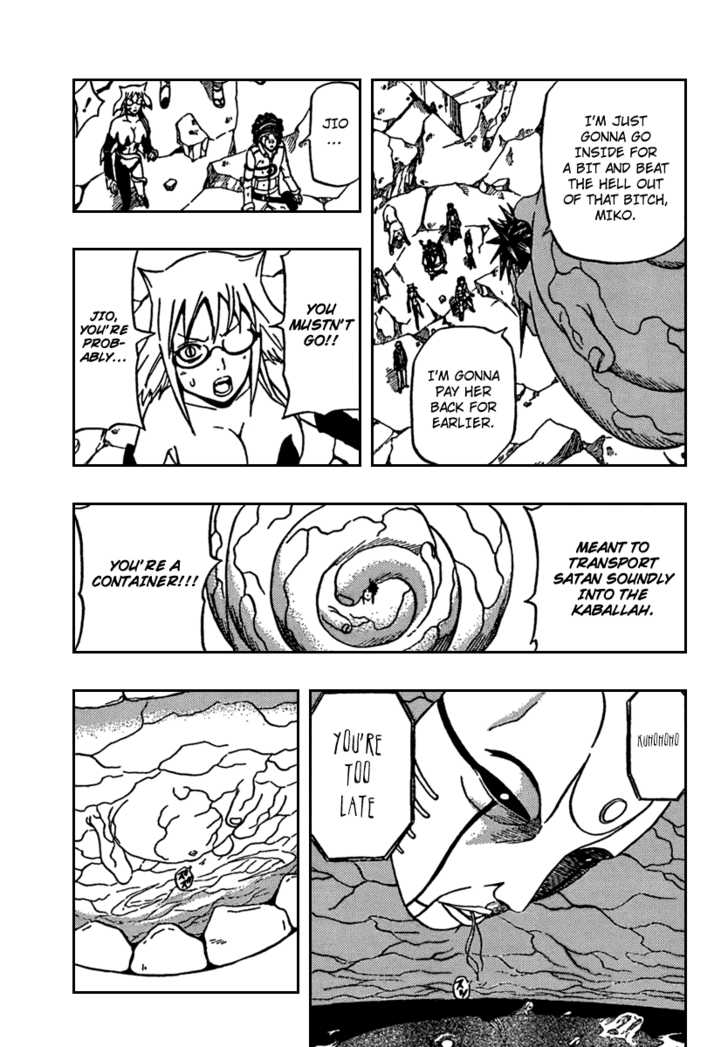 I'M JUST
GONNA GO
INSIDE FOR
A BIT AND BEAT
THE HELL OUT
OF THAT BITCH,
MIKO.
I'M GONNA
PAY HER
BACK FOR
EARLIER.
JIO
...
YOU
MUSTN'T
GO!!
JIO,
YOU'RE
PROB-
ABLY...
MEANT TO
TRANSPORT
SATAN SOUNDLY
INTO THE
KABALLAH.
YOU'RE A
CONTAINER!!!
KUHOHOHO
YOU'RE
TOO
LATE